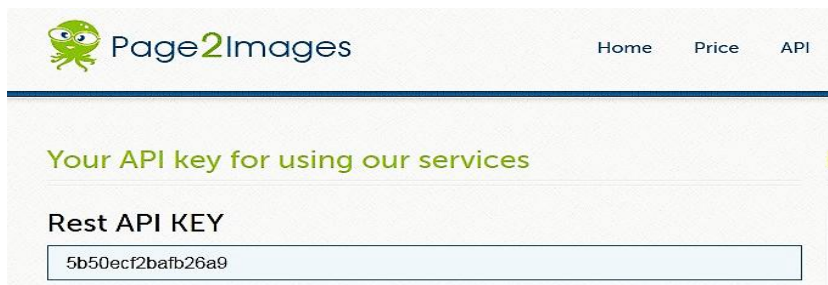 Page2Images
Home Price API
Your API key for using our services
Rest API KEY
5b50ecf2bafb26a9